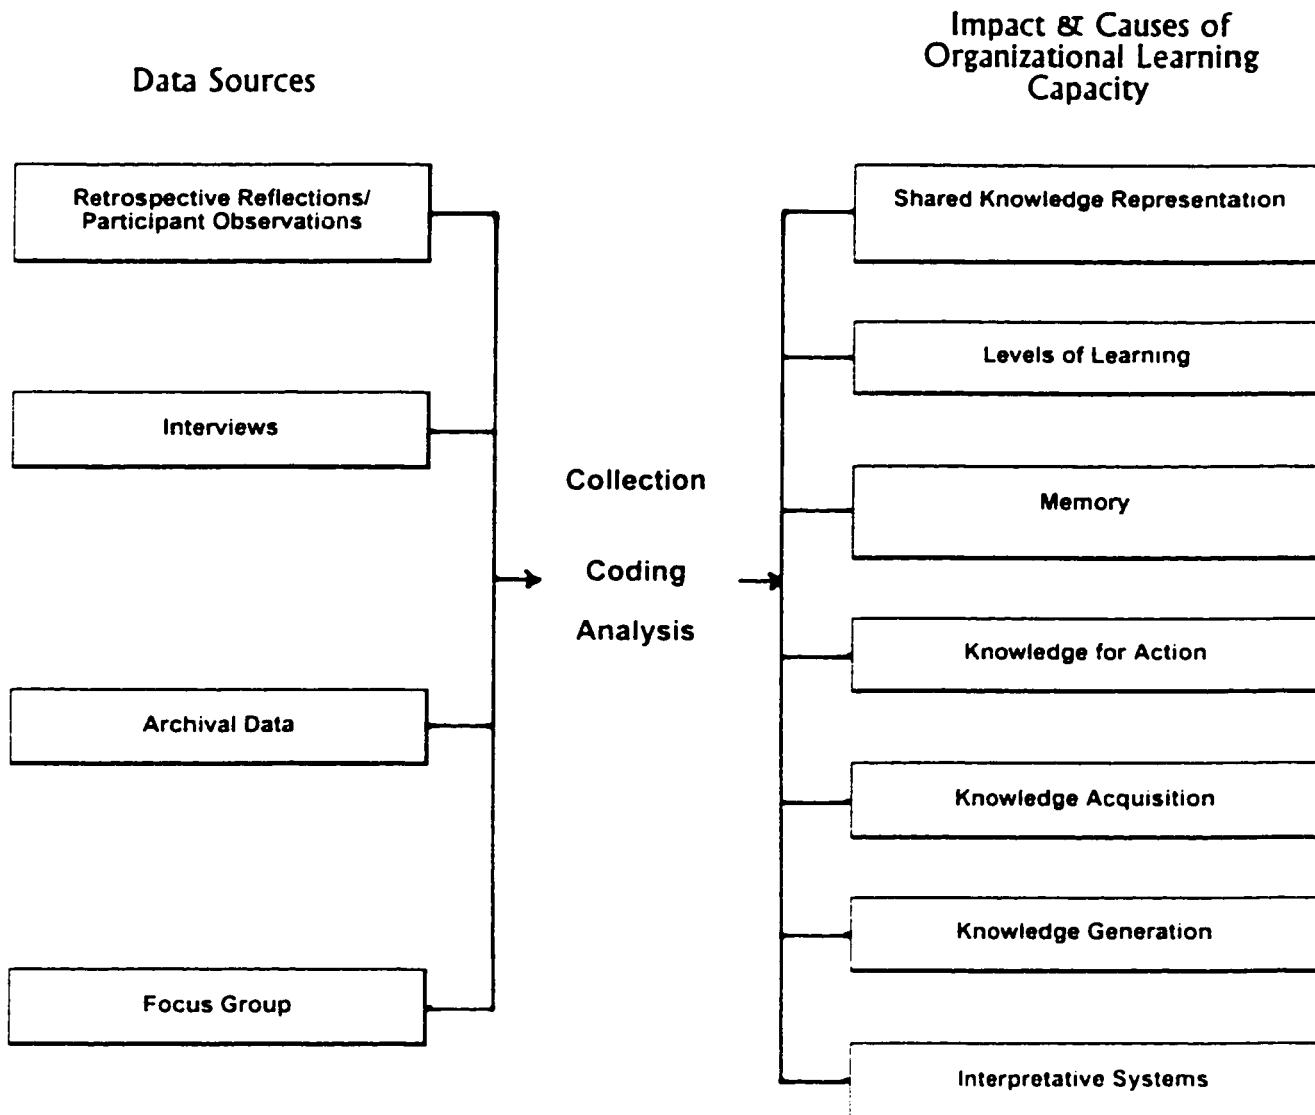 Data Sources
Retrospective Reflections/
Participant Observations
Interviews
Archival Data
Focus Group
Collection
Coding
Analysis
Impact & Causes of
Organizational Learning
Capacity
Shared Knowledge Representation
Levels of Learning
Memory
Knowledge for Action
Knowledge Acquisition
Knowledge Generation
Interpretative Systems